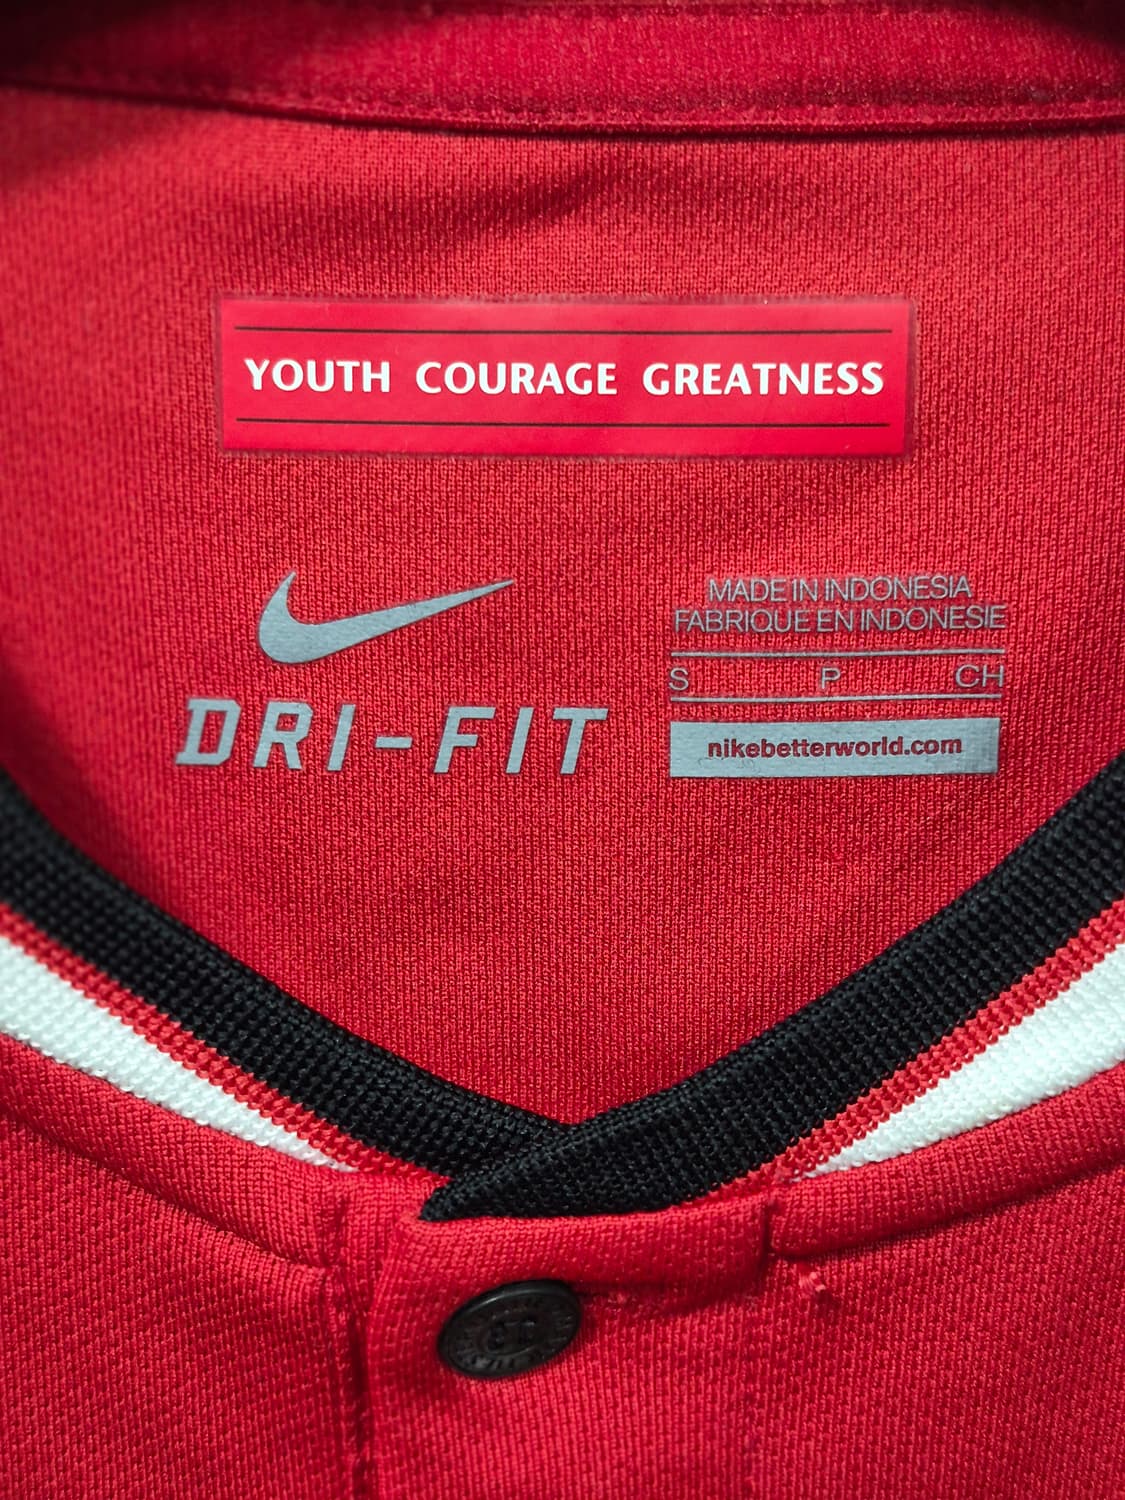 YOUTH COURAGE GREATNESS
DRI-FIT
MADE IN INDONESIA
FABRIQUE EN INDONESIE
S P CH
nikebetterworld.com